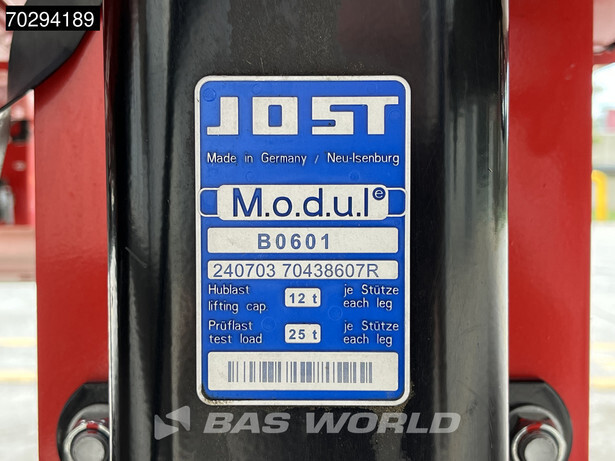 70294189
JOST
Made in Germany / Neu-Isenburg
M.o.d.u.l e
B0601
240703 70438607R
Hublast 12 t je Stütze
lifting cap. each leg
Prüflast 25 t je Stütze
test load each leg
BAS WORLD